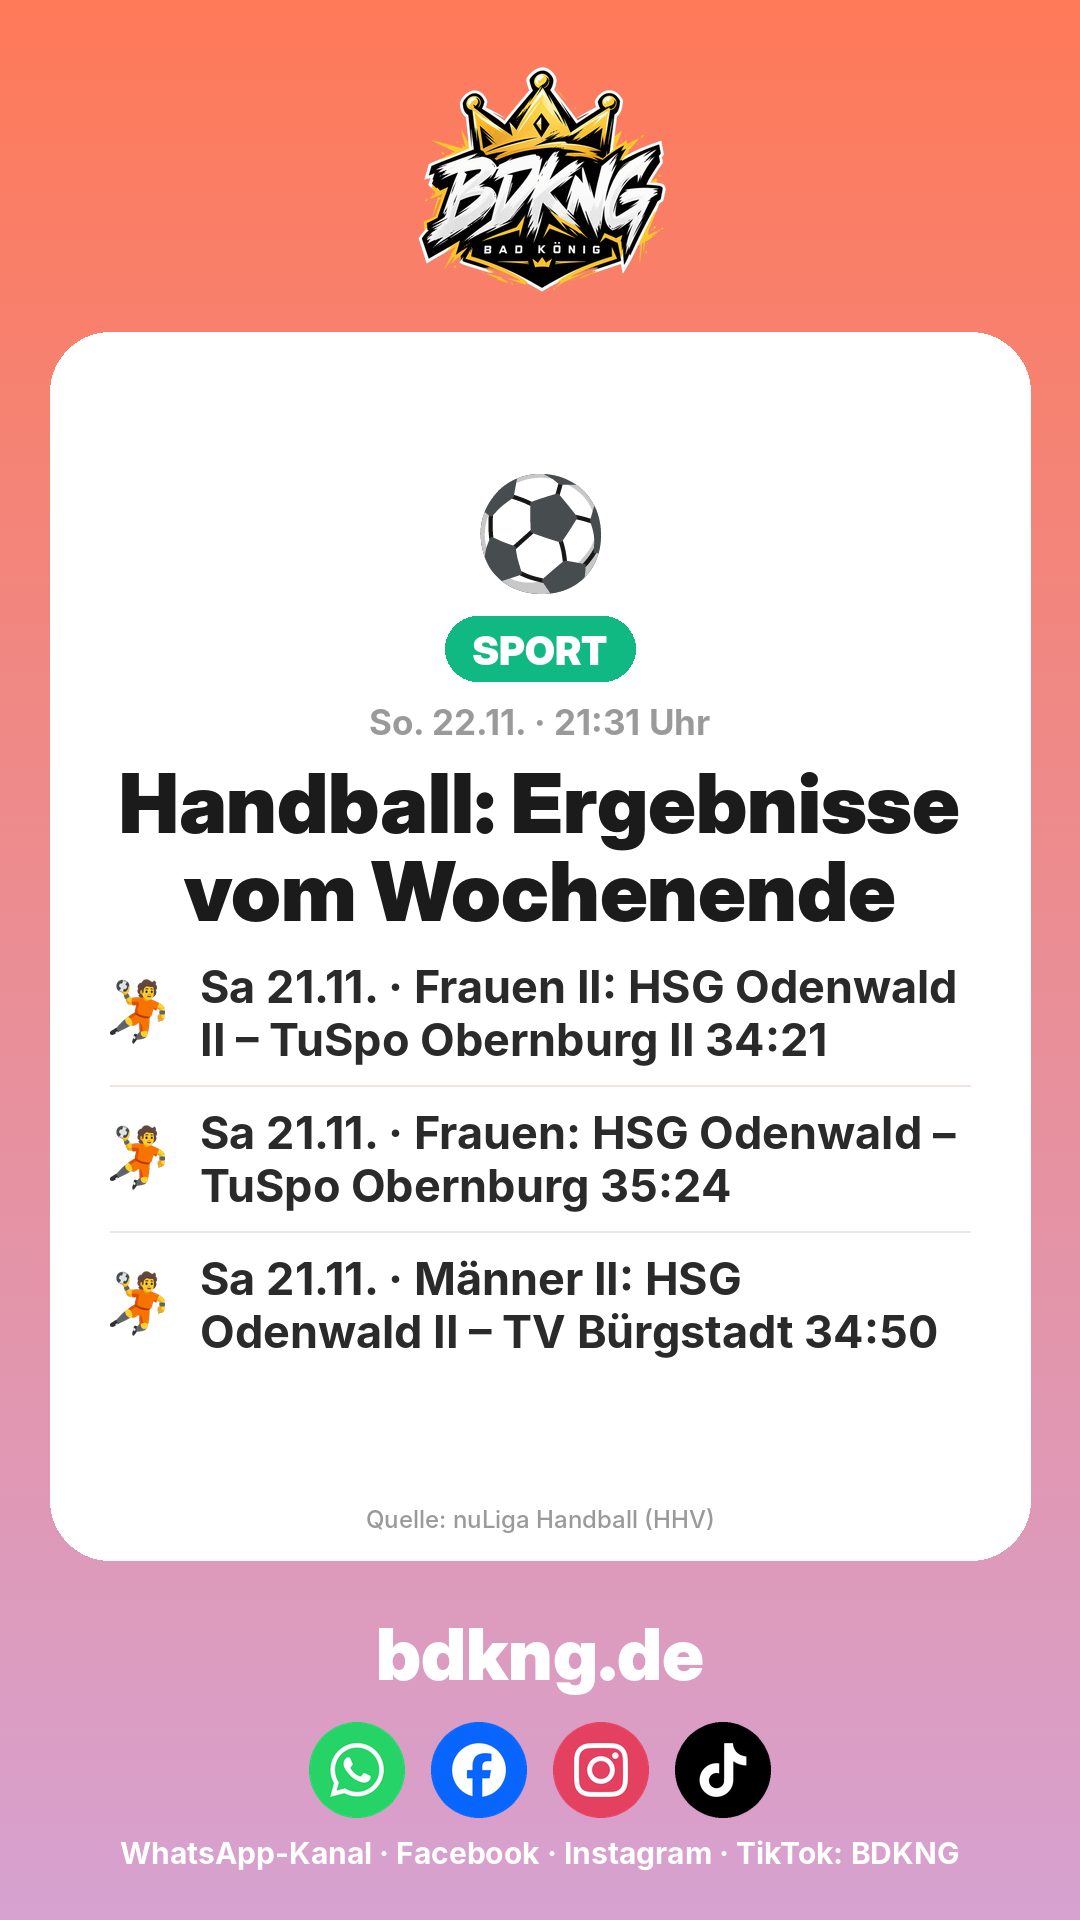 BDKNG
BAD KÖNIG
SPORT
So. 22.11. · 21:31 Uhr
Handball: Ergebnisse
vom Wochenende
Sa 21.11. · Frauen II: HSG Odenwald
II – TuSpo Obernburg II 34:21
Sa 21.11. · Frauen: HSG Odenwald –
TuSpo Obernburg 35:24
Sa 21.11. · Männer II: HSG
Odenwald II – TV Bürgstadt 34:50
Quelle: nuLiga Handball (HHV)
bdkng.de
WhatsApp-Kanal · Facebook · Instagram · TikTok: BDKNG